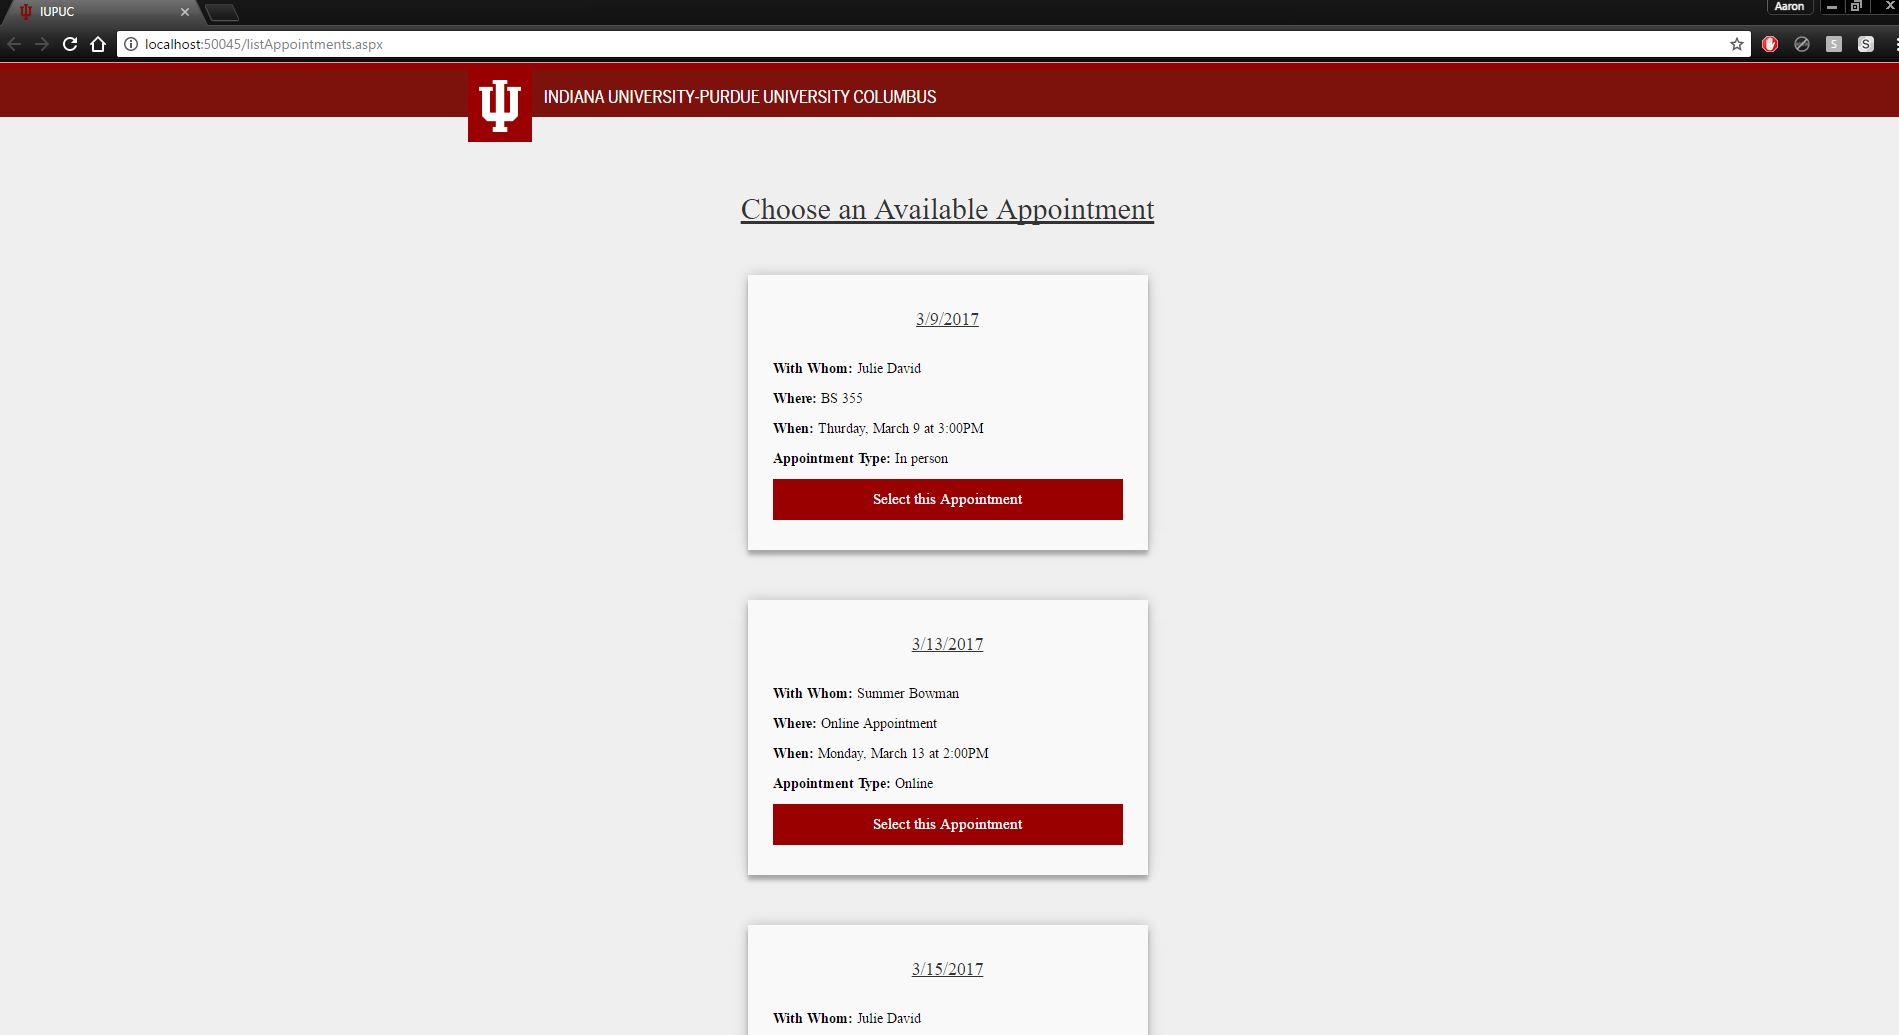 IUPUC
Aaron
localhost:50045/listAppointments.aspx
INDIANA UNIVERSITY-PURDUE UNIVERSITY COLUMBUS
Choose an Available Appointment
3/9/2017
With Whom: Julie David
Where: BS 355
When: Thurday, March 9 at 3:00PM
Appointment Type: In person
Select this Appointment
3/13/2017
With Whom: Summer Bowman
Where: Online Appointment
When: Monday, March 13 at 2:00PM
Appointment Type: Online
Select this Appointment
3/15/2017
With Whom: Julie David